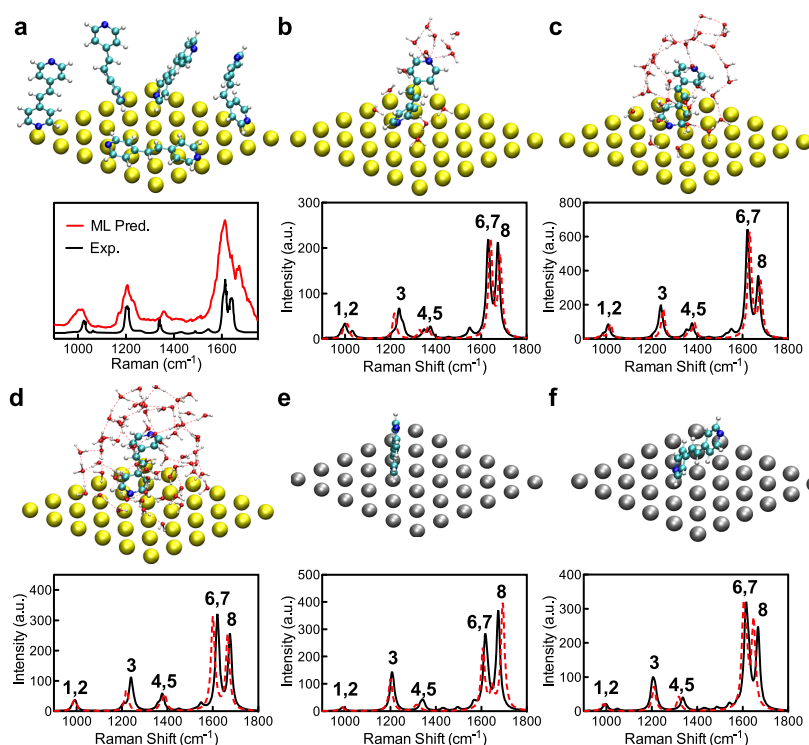 a
b
c
ML Pred.
Exp.
1000 1200 1400 1600
Raman (cm⁻¹)
Intensity (a.u.)
300
200
100
0
1,2
3
4,5
6,7
8
1000 1200 1400 1600 1800
Raman Shift (cm⁻¹)
Intensity (a.u.)
800
600
400
200
0
1,2
3
4,5
6,7
8
1000 1200 1400 1600 1800
Raman Shift (cm⁻¹)
d
e
f
Intensity (a.u.)
400
300
200
100
0
1,2
3
4,5
6,7
8
1000 1200 1400 1600 1800
Raman Shift (cm⁻¹)
Intensity (a.u.)
500
400
300
200
100
0
1,2
3
4,5
6,7
8
1000 1200 1400 1600 1800
Raman Shift (cm⁻¹)
Intensity (a.u.)
400
300
200
100
0
1,2
3
4,5
6,7
8
1000 1200 1400 1600 1800
Raman Shift (cm⁻¹)